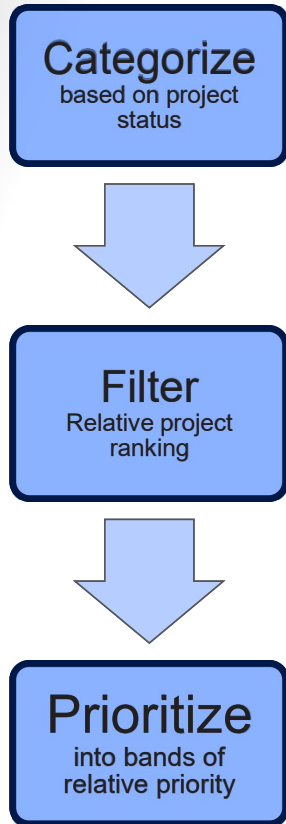 Categorize
based on project
status
Filter
Relative project
ranking
Prioritize
into bands of
relative priority